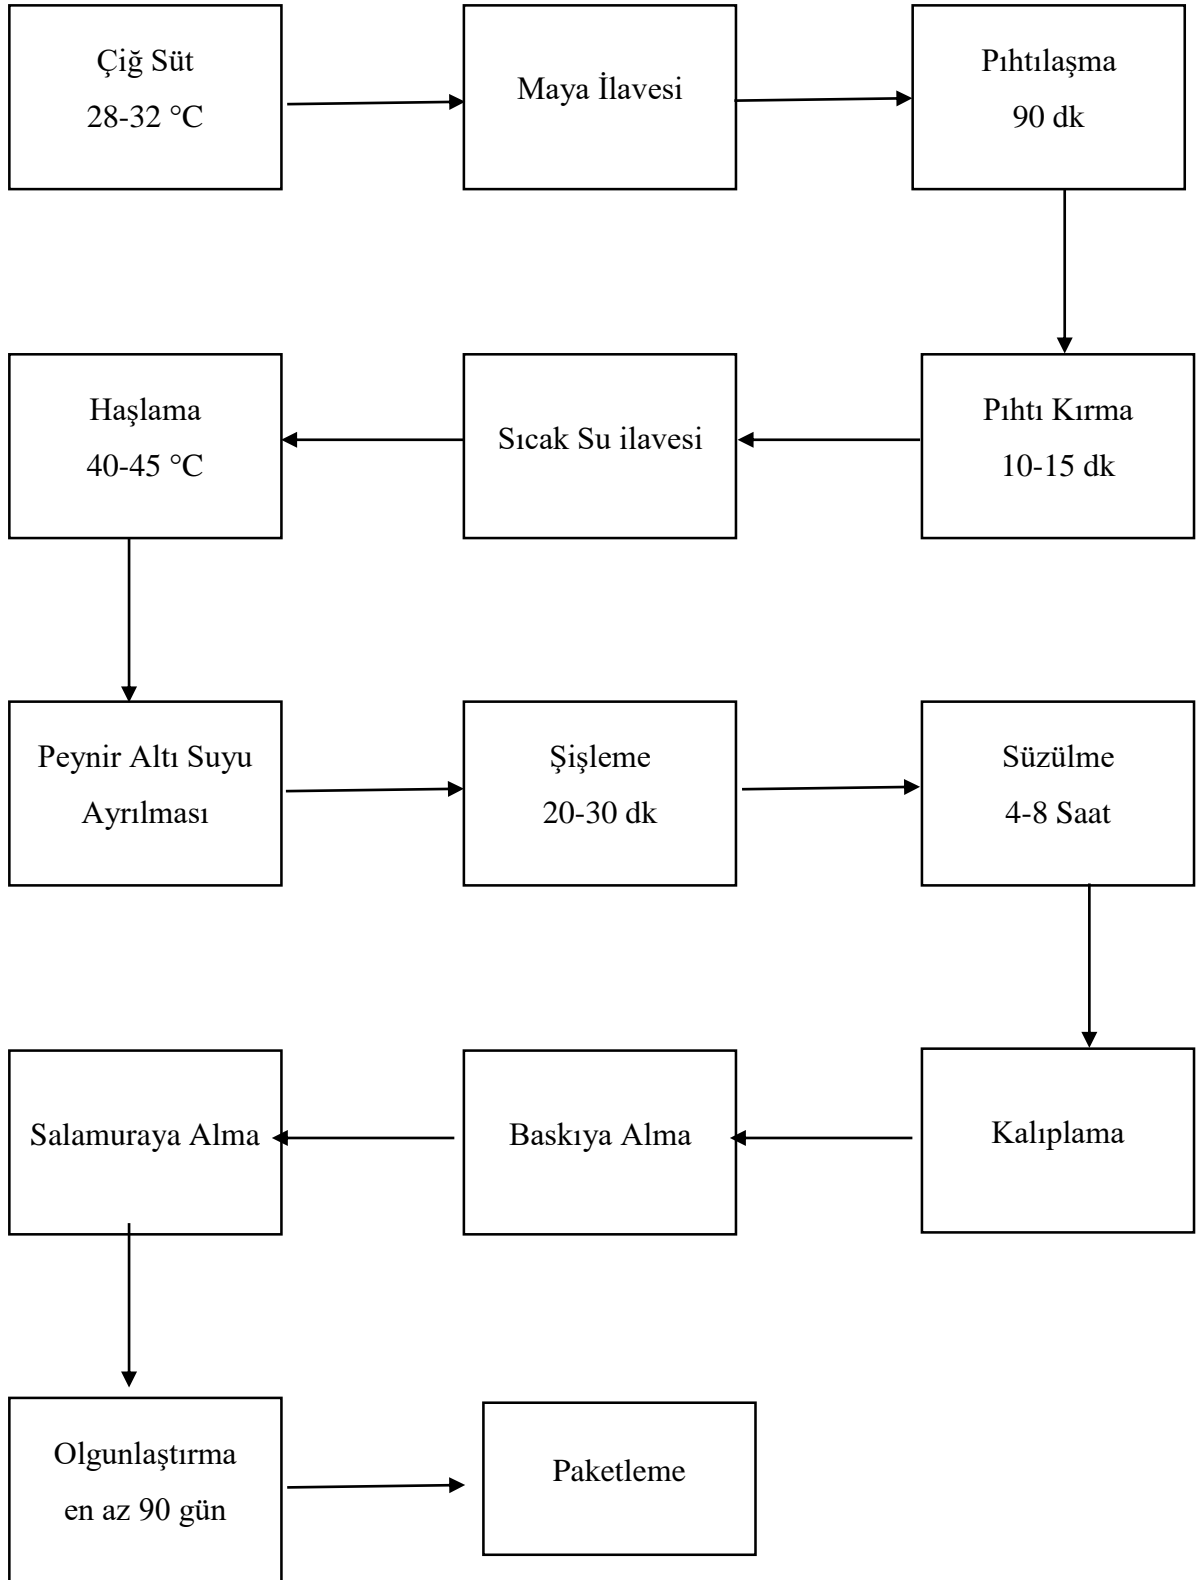 Çiğ Süt
28-32 °C
Maya İlavesi
Pıhtılaşma
90 dk
Pıhtı Kırma
10-15 dk
Sıcak Su ilavesi
Haşlama
40-45 °C
Peynir Altı Suyu
Ayrılması
Şişleme
20-30 dk
Süzülme
4-8 Saat
Kalıplama
Baskıya Alma
Salamuraya Alma
Olgunlaştırma
en az 90 gün
Paketleme